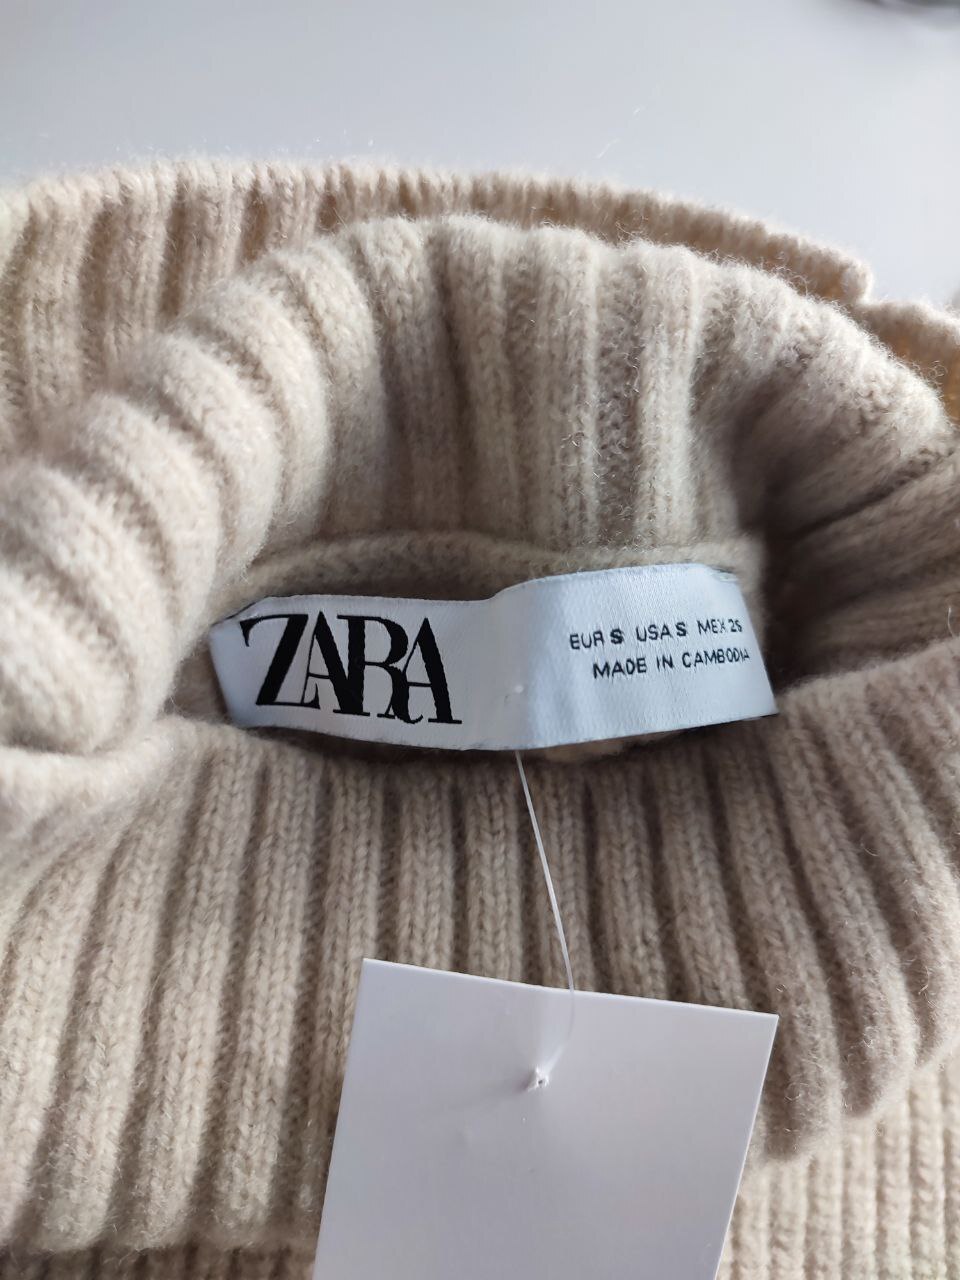 ZARA
EUR S USA S MEX 26
MADE IN CAMBODIA